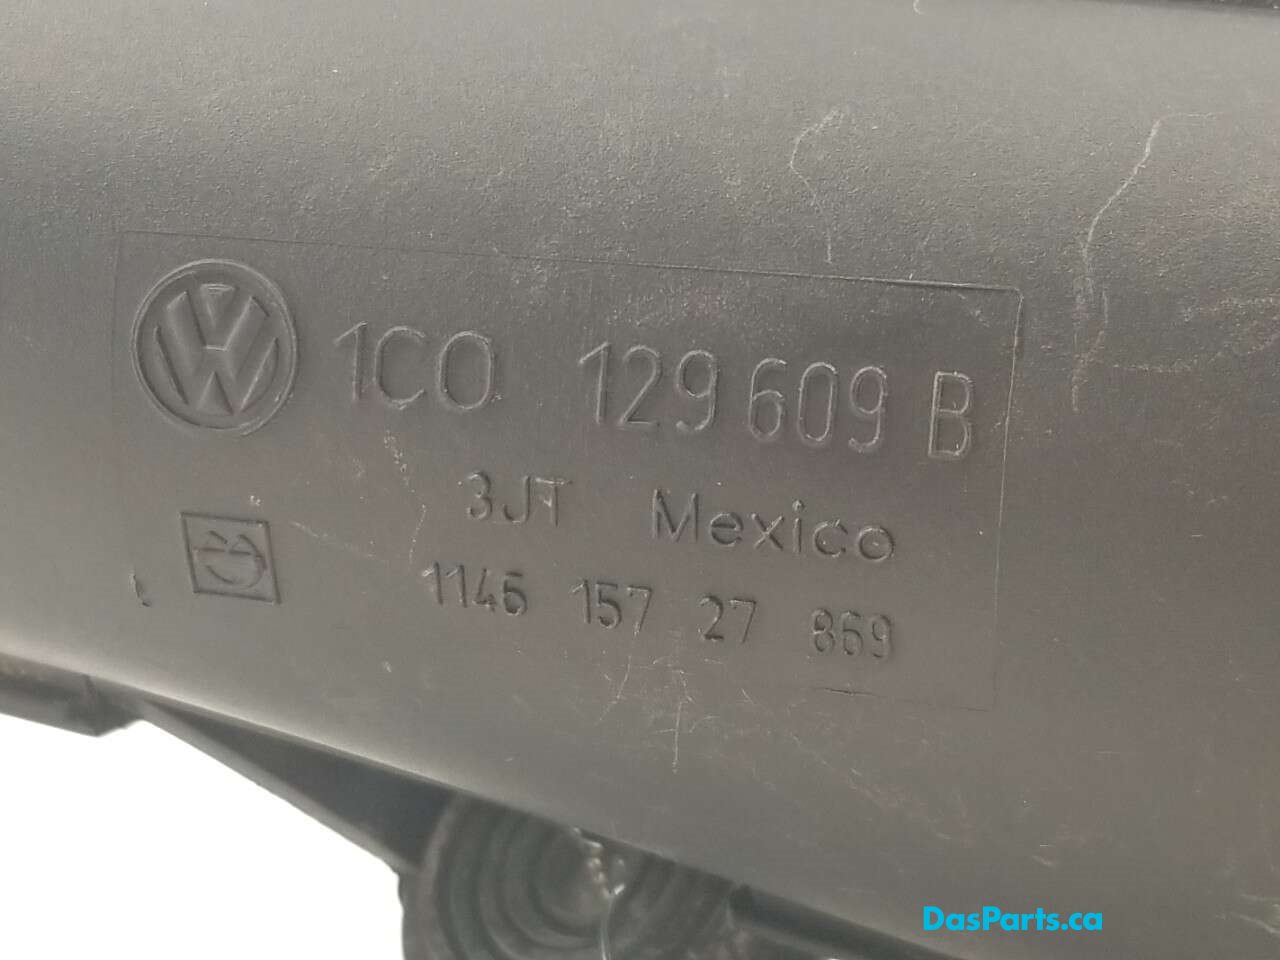 1C0 129 609 B
3JT Mexico
1146 157 27 869
DasParts.ca